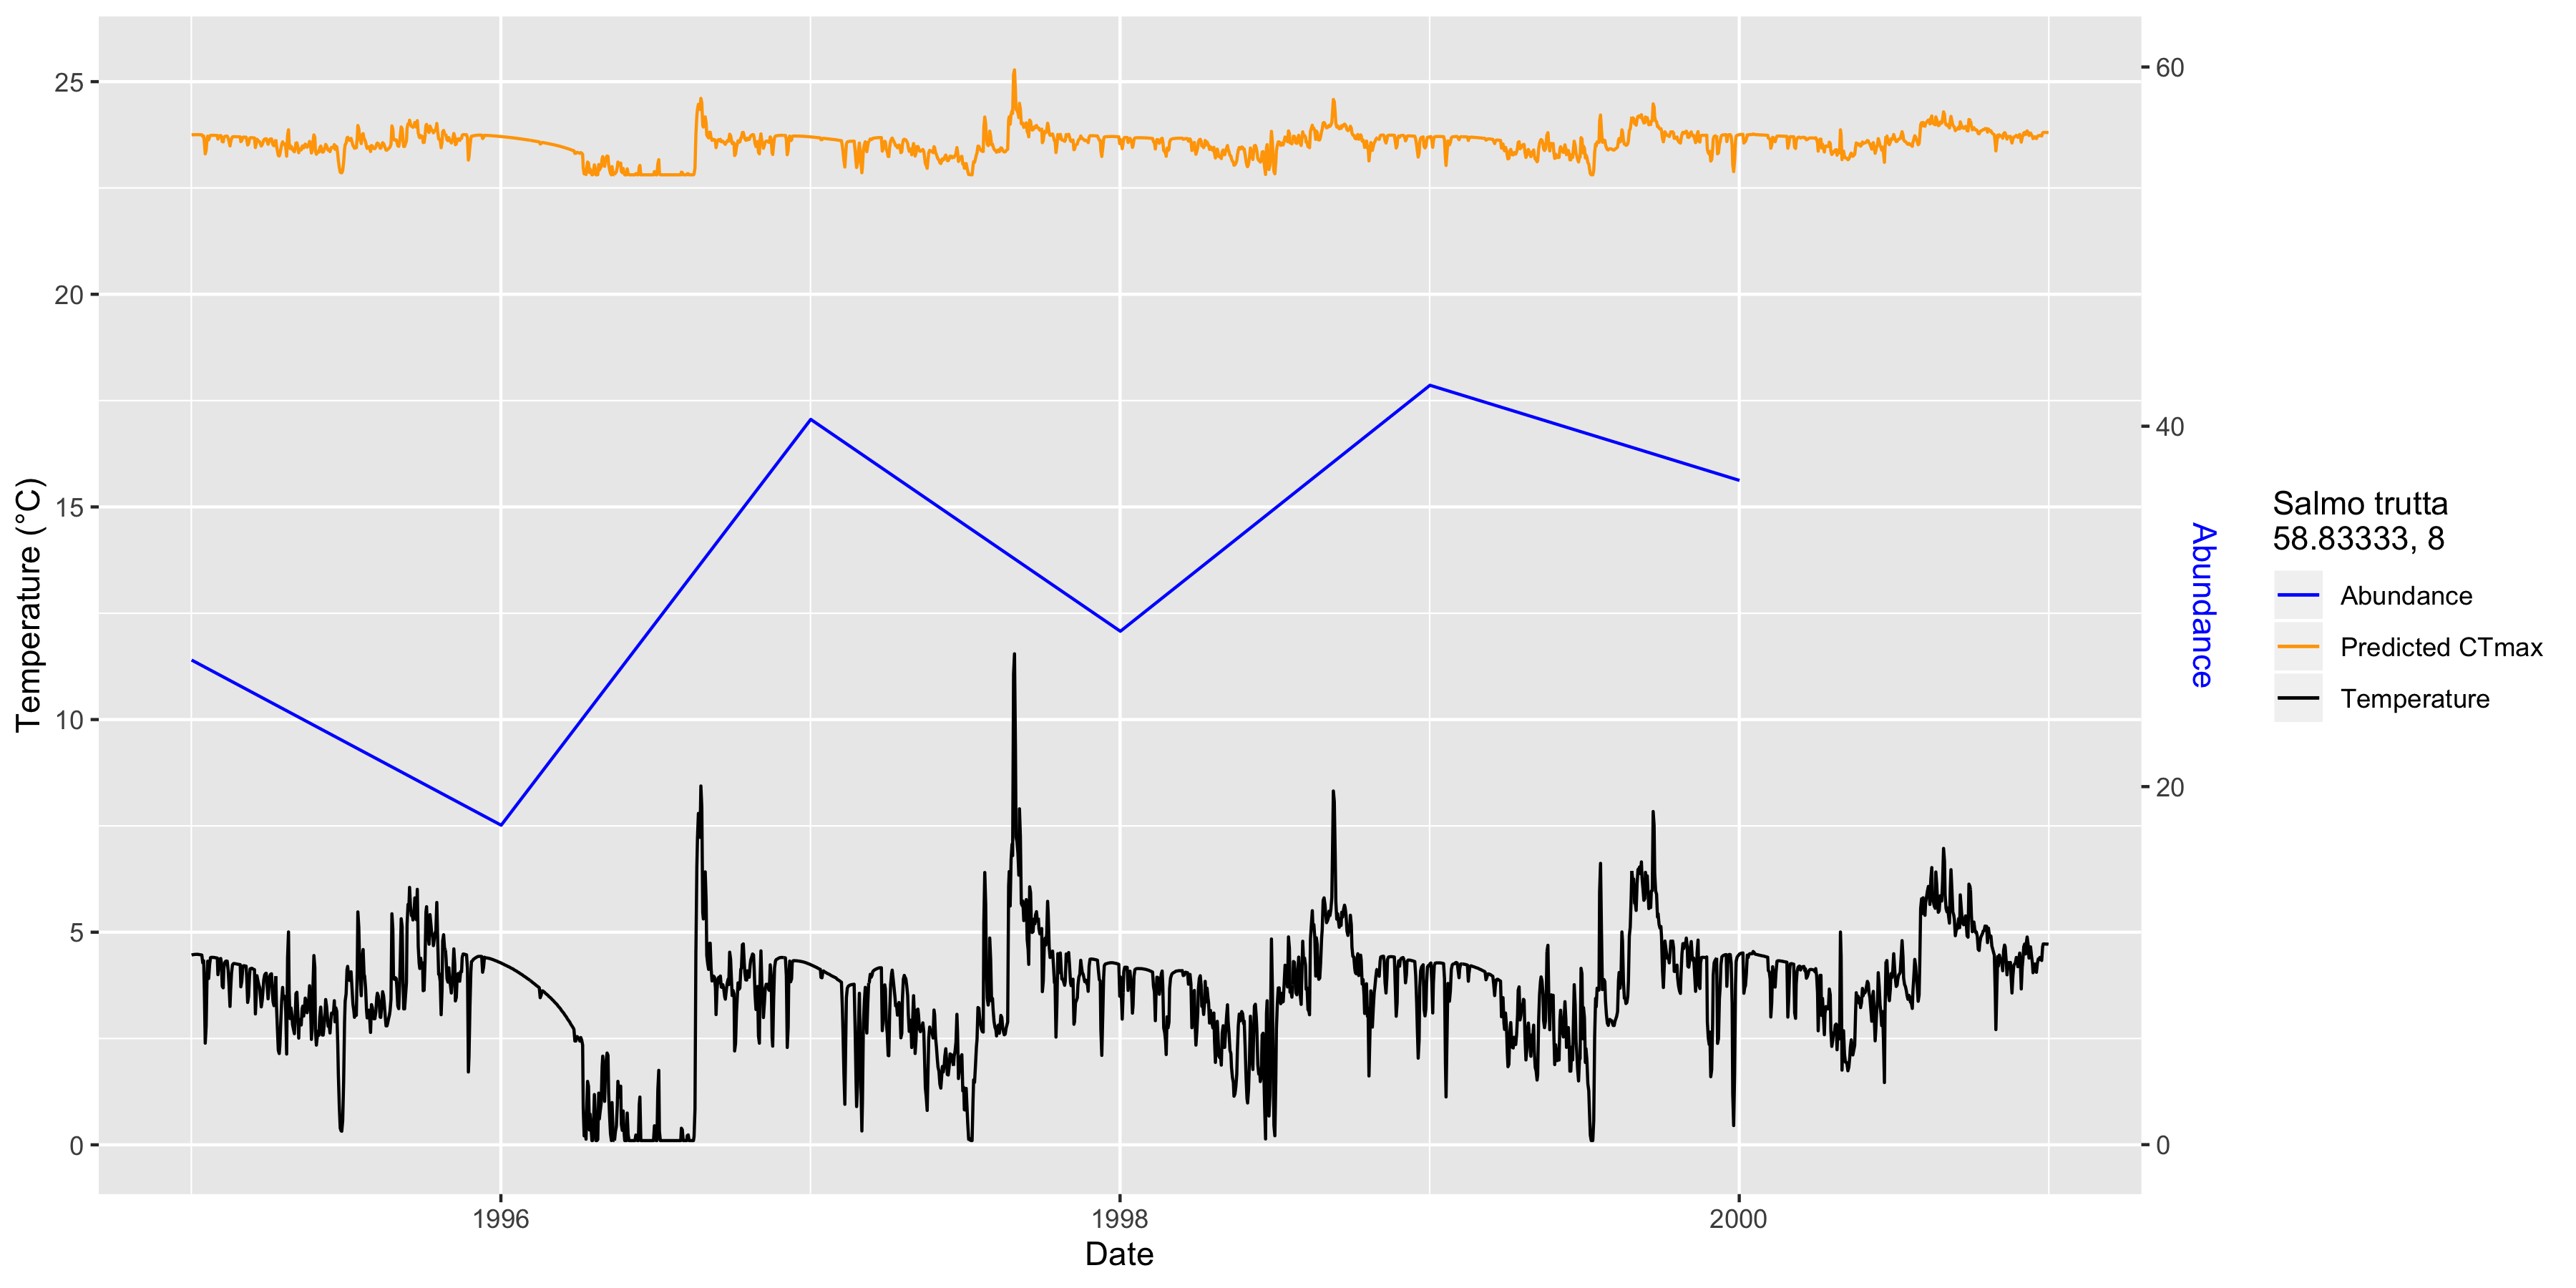 25
20
15
10
5
0
Temperature (°C)
60
40
20
0
Abundance
1996
1998
2000
Date
Salmo trutta
58.83333, 8
Abundance
Predicted CTmax
Temperature